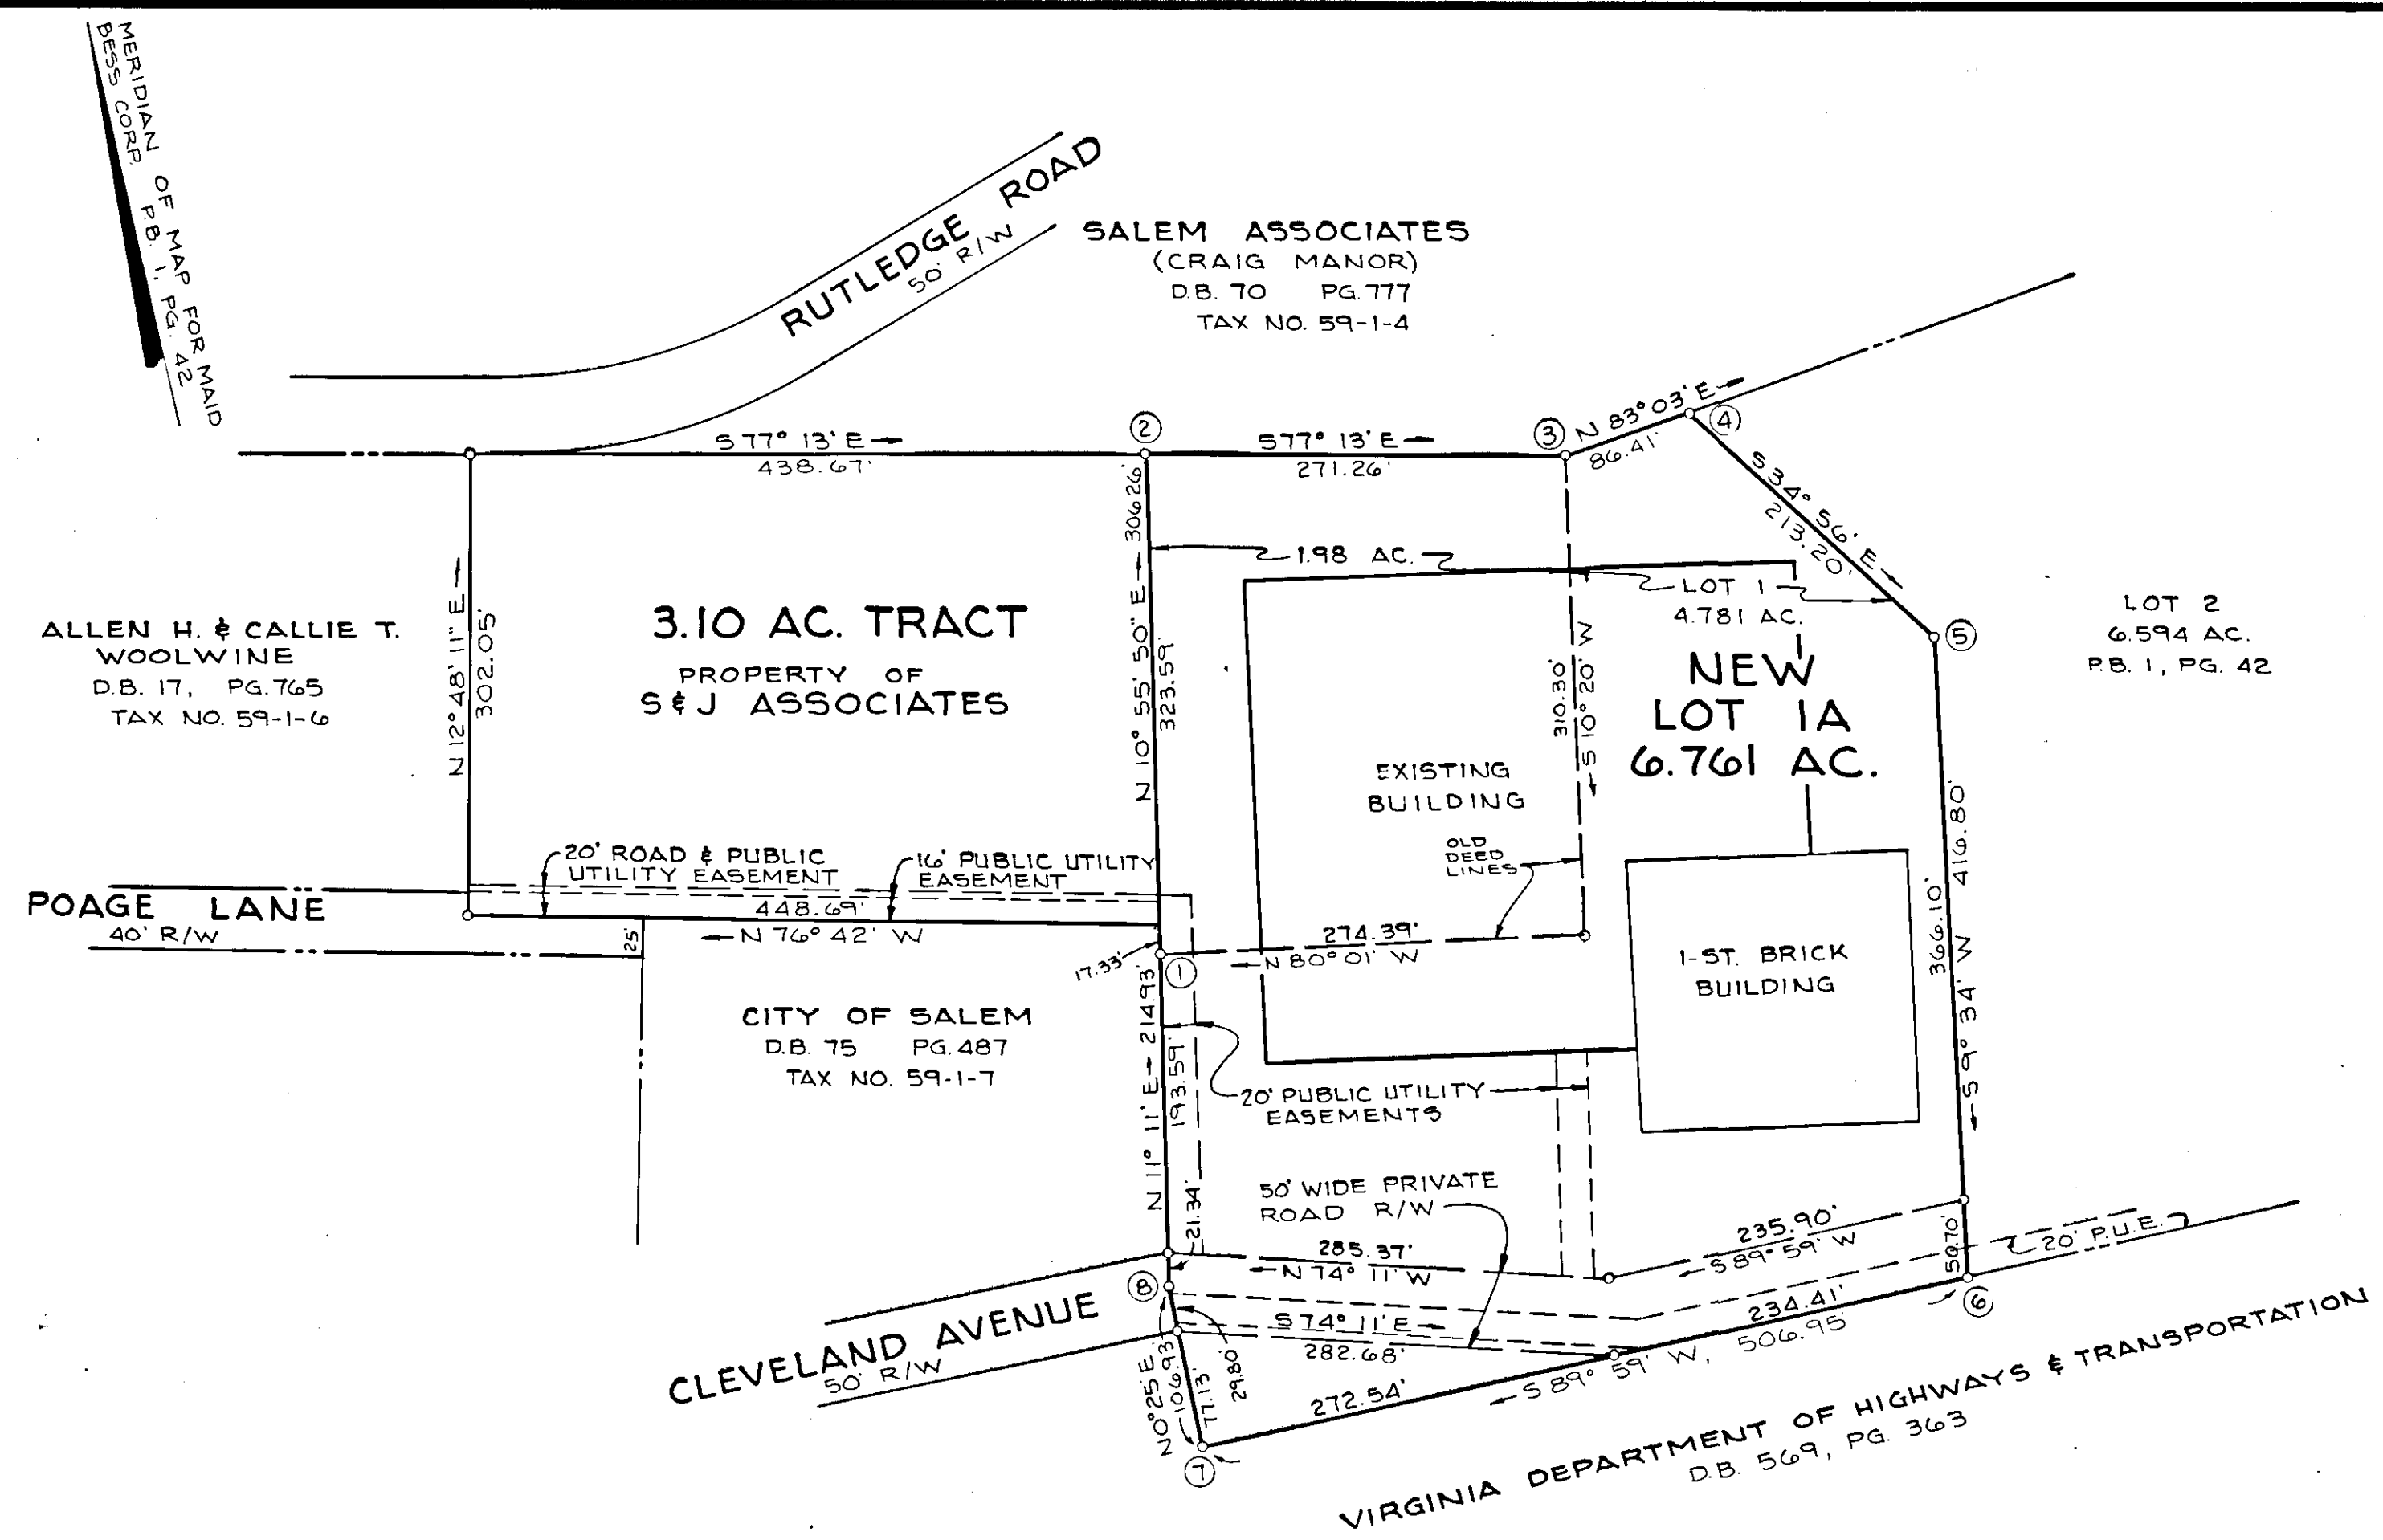 MERIDIAN OF MAP FOR MAID
BESS CORP. P.B. 1, PG. 42
RUTLEDGE ROAD
50' R/W
SALEM ASSOCIATES
(CRAIG MANOR)
D.B. 70 PG. 777
TAX NO. 59-1-4
S 77° 13' E
438.67'
2
S 77° 13' E
271.26'
3
N 83° 03' E
86.41'
4
S 34° 56' E
213.20'
5
306.26'
1.98 AC.
LOT 1
4.781 AC.
LOT 2
6.594 AC.
P.B. 1, PG. 42
ALLEN H. & CALLIE T.
WOOLWINE
D.B. 17, PG. 765
TAX NO. 59-1-6
N 12° 48' 11" E
302.05'
3.10 AC. TRACT
PROPERTY OF
S & J ASSOCIATES
N 10° 55' 50" E
323.59'
310.30'
S 10° 20' W
NEW
LOT 1A
6.761 AC.
EXISTING
BUILDING
OLD
DEED
LINES
416.80'
366.10'
S 9° 34' W
20' ROAD & PUBLIC
UTILITY EASEMENT
16' PUBLIC UTILITY
EASEMENT
POAGE LANE
40' R/W
448.69'
N 76° 42' W
25'
17.33'
1
274.39'
N 80° 01' W
1-ST. BRICK
BUILDING
CITY OF SALEM
D.B. 75 PG. 487
TAX NO. 59-1-7
214.93'
N 11° 11' E
193.59'
21.34'
20' PUBLIC UTILITY
EASEMENTS
50' WIDE PRIVATE
ROAD R/W
285.37'
N 74° 11' W
235.90'
S 89° 59' W
50.70'
20' P.U.E.
6
8
CLEVELAND AVENUE
50' R/W
S 74° 11' E
282.68'
234.41'
S 89° 59' W, 506.95
272.54'
N 0° 25' E
106.93'
77.13'
29.80'
7
VIRGINIA DEPARTMENT OF HIGHWAYS & TRANSPORTATION
D.B. 569, PG. 363